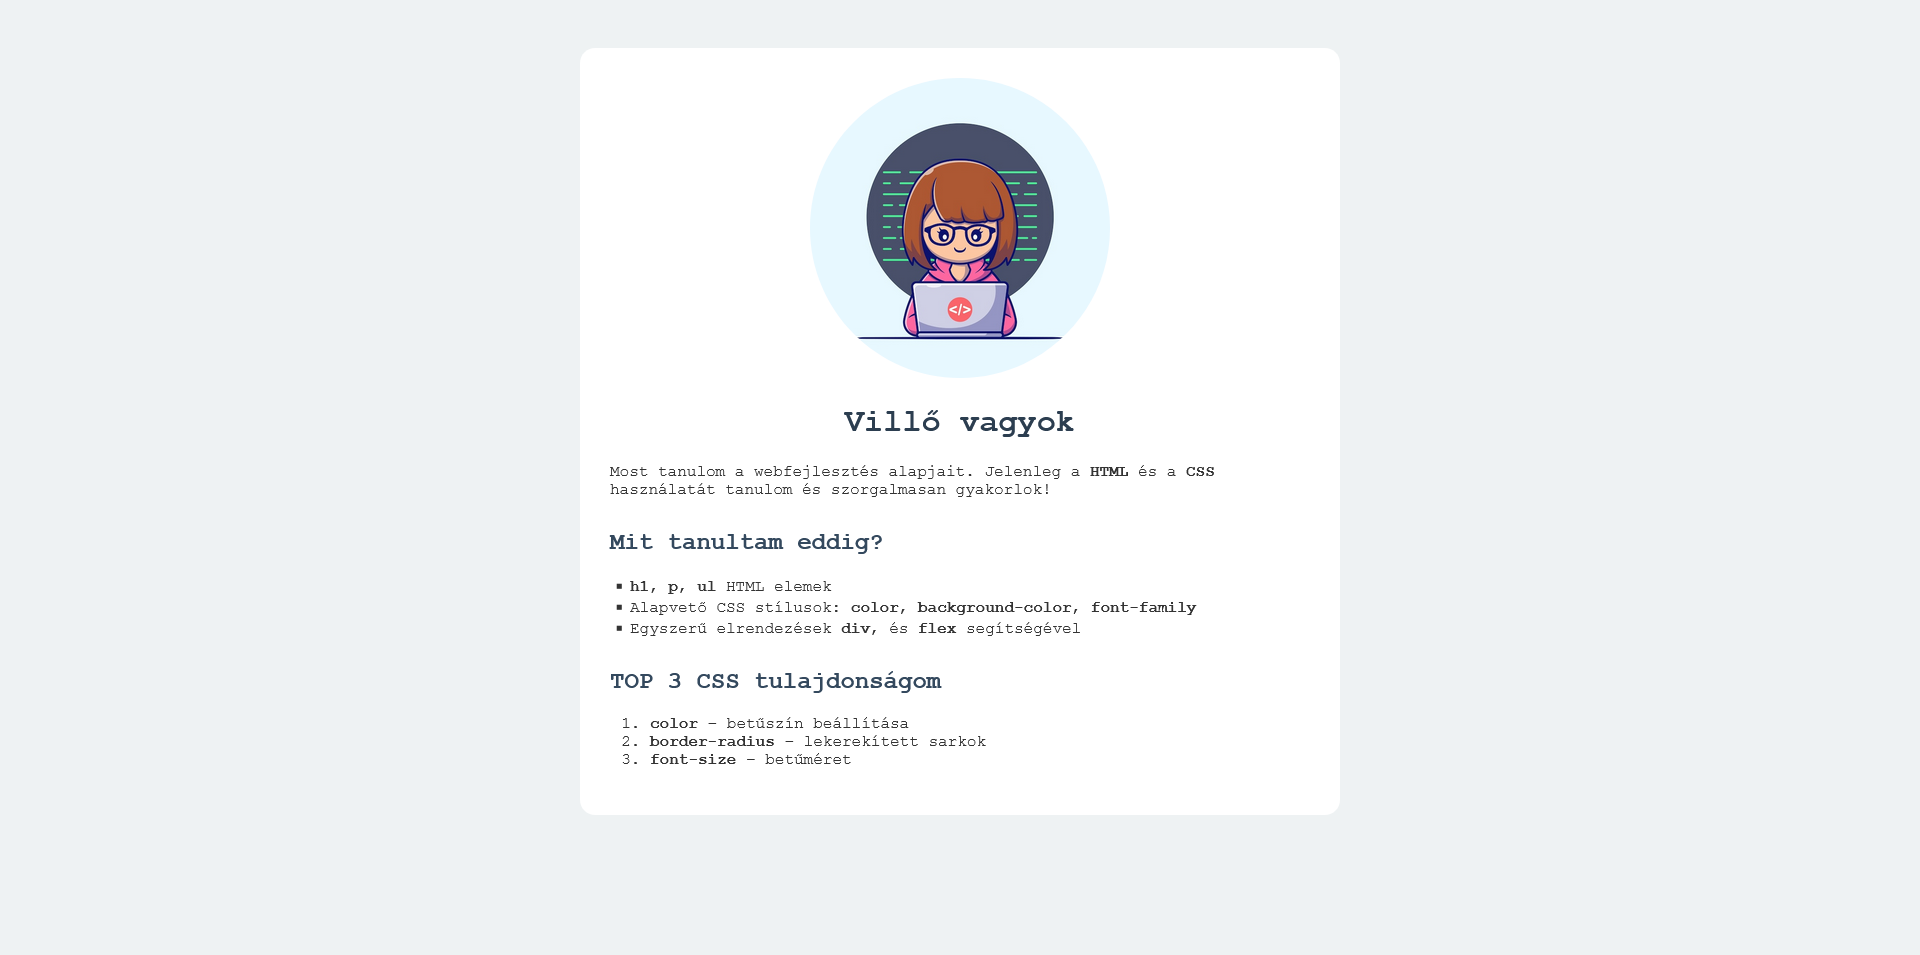 </>
Villő vagyok
Most tanulom a webfejlesztés alapjait. Jelenleg a HTML és a CSS
használatát tanulom és szorgalmasan gyakorlok!
Mit tanultam eddig?
▪ h1, p, ul HTML elemek
▪ Alapvető CSS stílusok: color, background-color, font-family
▪ Egyszerű elrendezések div, és flex segítségével
TOP 3 CSS tulajdonságom
1. color – betűszín beállítása
2. border-radius – lekerekített sarkok
3. font-size – betűméret